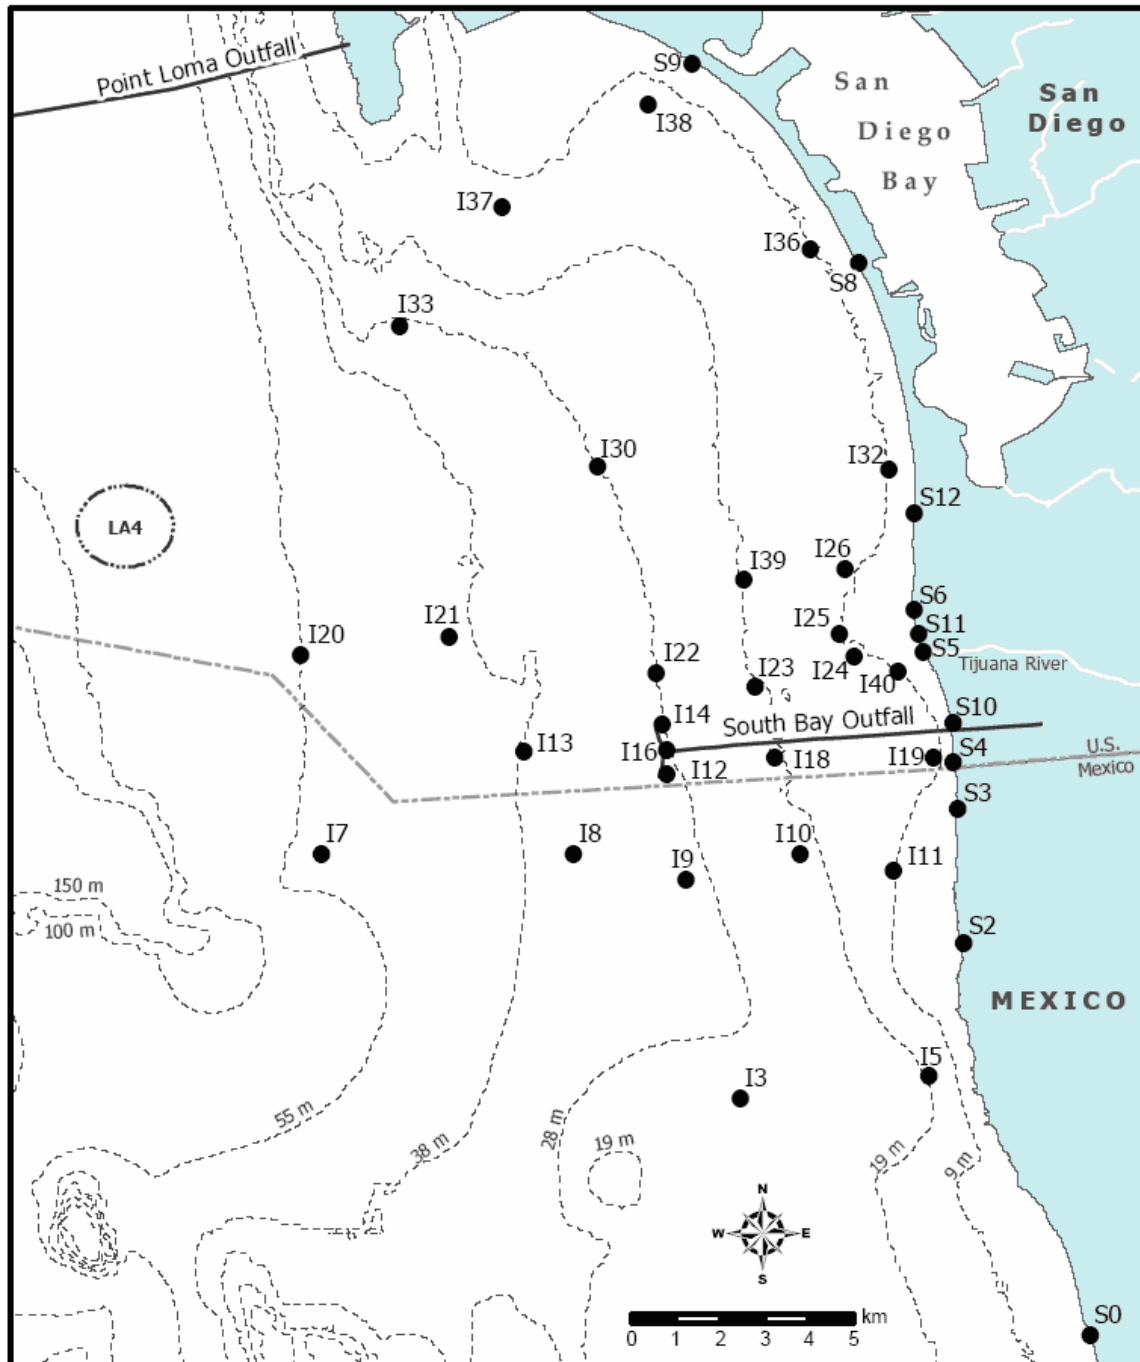 Point Loma Outfall
S9
San
Diego
Bay
San
Diego
I38
I37
I36
S8
I33
I30
I32
S12
LA4
I39
I26
S6
I21
I25
S11
I20
S5
I22
I23
I24
I40
Tijuana River
I14
South Bay Outfall
S10
I13
I16
I18
I19
S4
U.S.
Mexico
I12
S3
I7
I8
I10
I9
I11
150 m
100 m
S2
MEXICO
I5
I3
55 m
38 m
28 m
19 m
19 m
9 m
N
W
E
S
km
0 1 2 3 4 5
S0